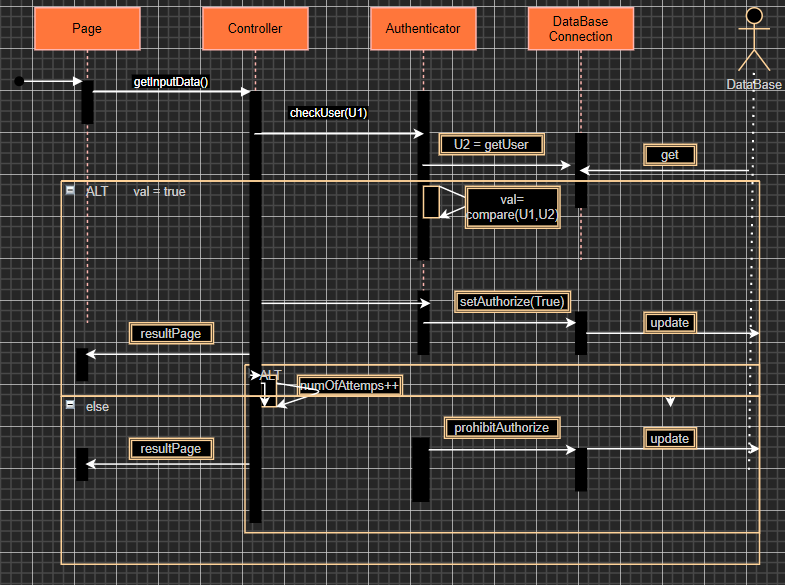 Page
Controller
Authenticator
DataBase
Connection
DataBase
getInputData()
checkUser(U1)
U2 = getUser
get
ALT
val = true
val=
compare(U1,U2)
setAuthorize(True)
update
resultPage
ALT
numOfAttemps++
else
prohibitAuthorize
update
resultPage